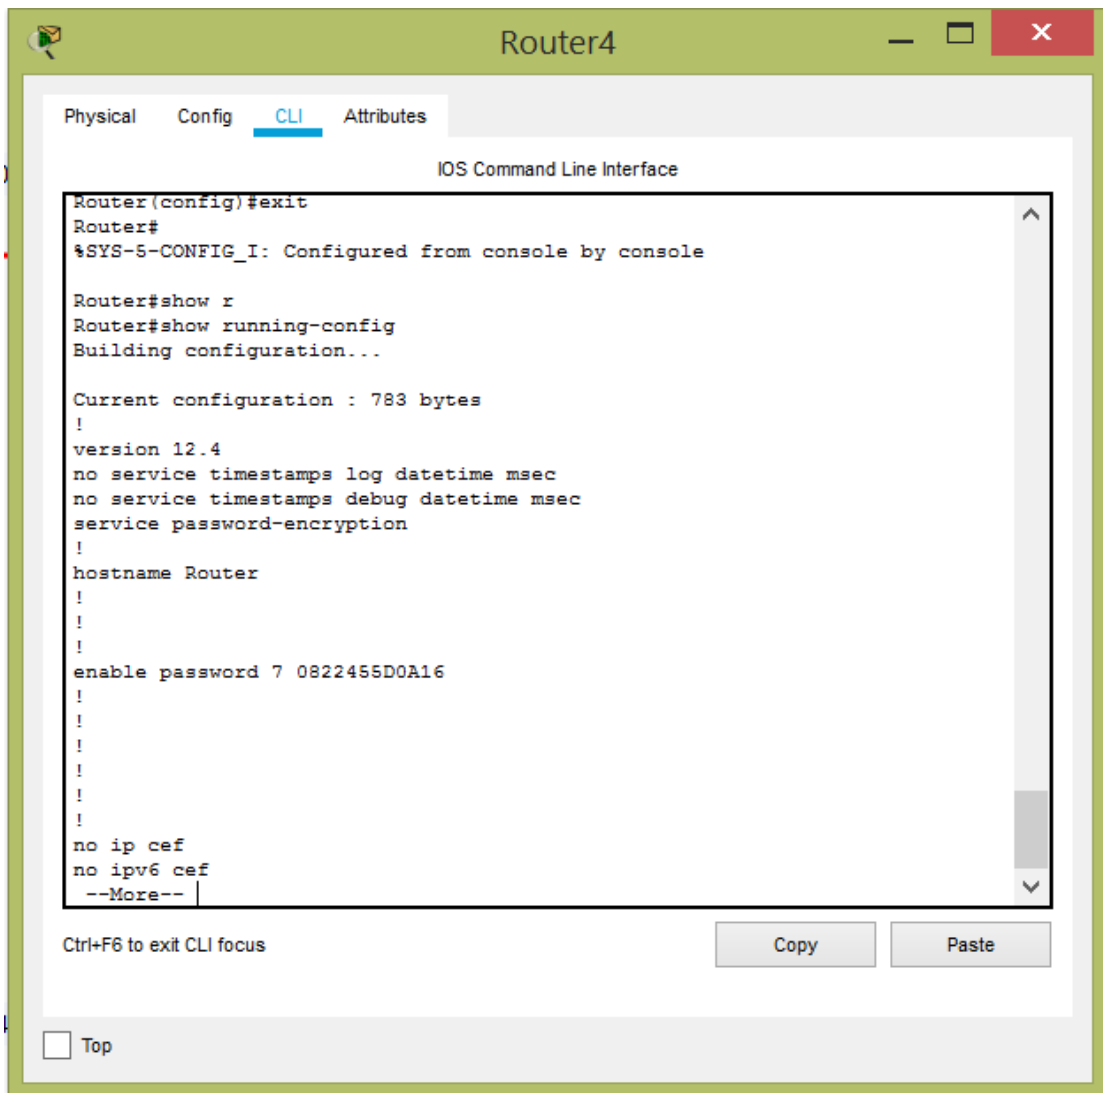 Router4
Physical Config CLI Attributes
IOS Command Line Interface
Router(config)#exit
Router#
%SYS-5-CONFIG_I: Configured from console by console
Router#show r
Router#show running-config
Building configuration...
Current configuration : 783 bytes
!
version 12.4
no service timestamps log datetime msec
no service timestamps debug datetime msec
service password-encryption
!
hostname Router
!
!
!
enable password 7 0822455D0A16
!
!
!
!
!
!
no ip cef
no ipv6 cef
--More--
Ctrl+F6 to exit CLI focus
Copy Paste
Top